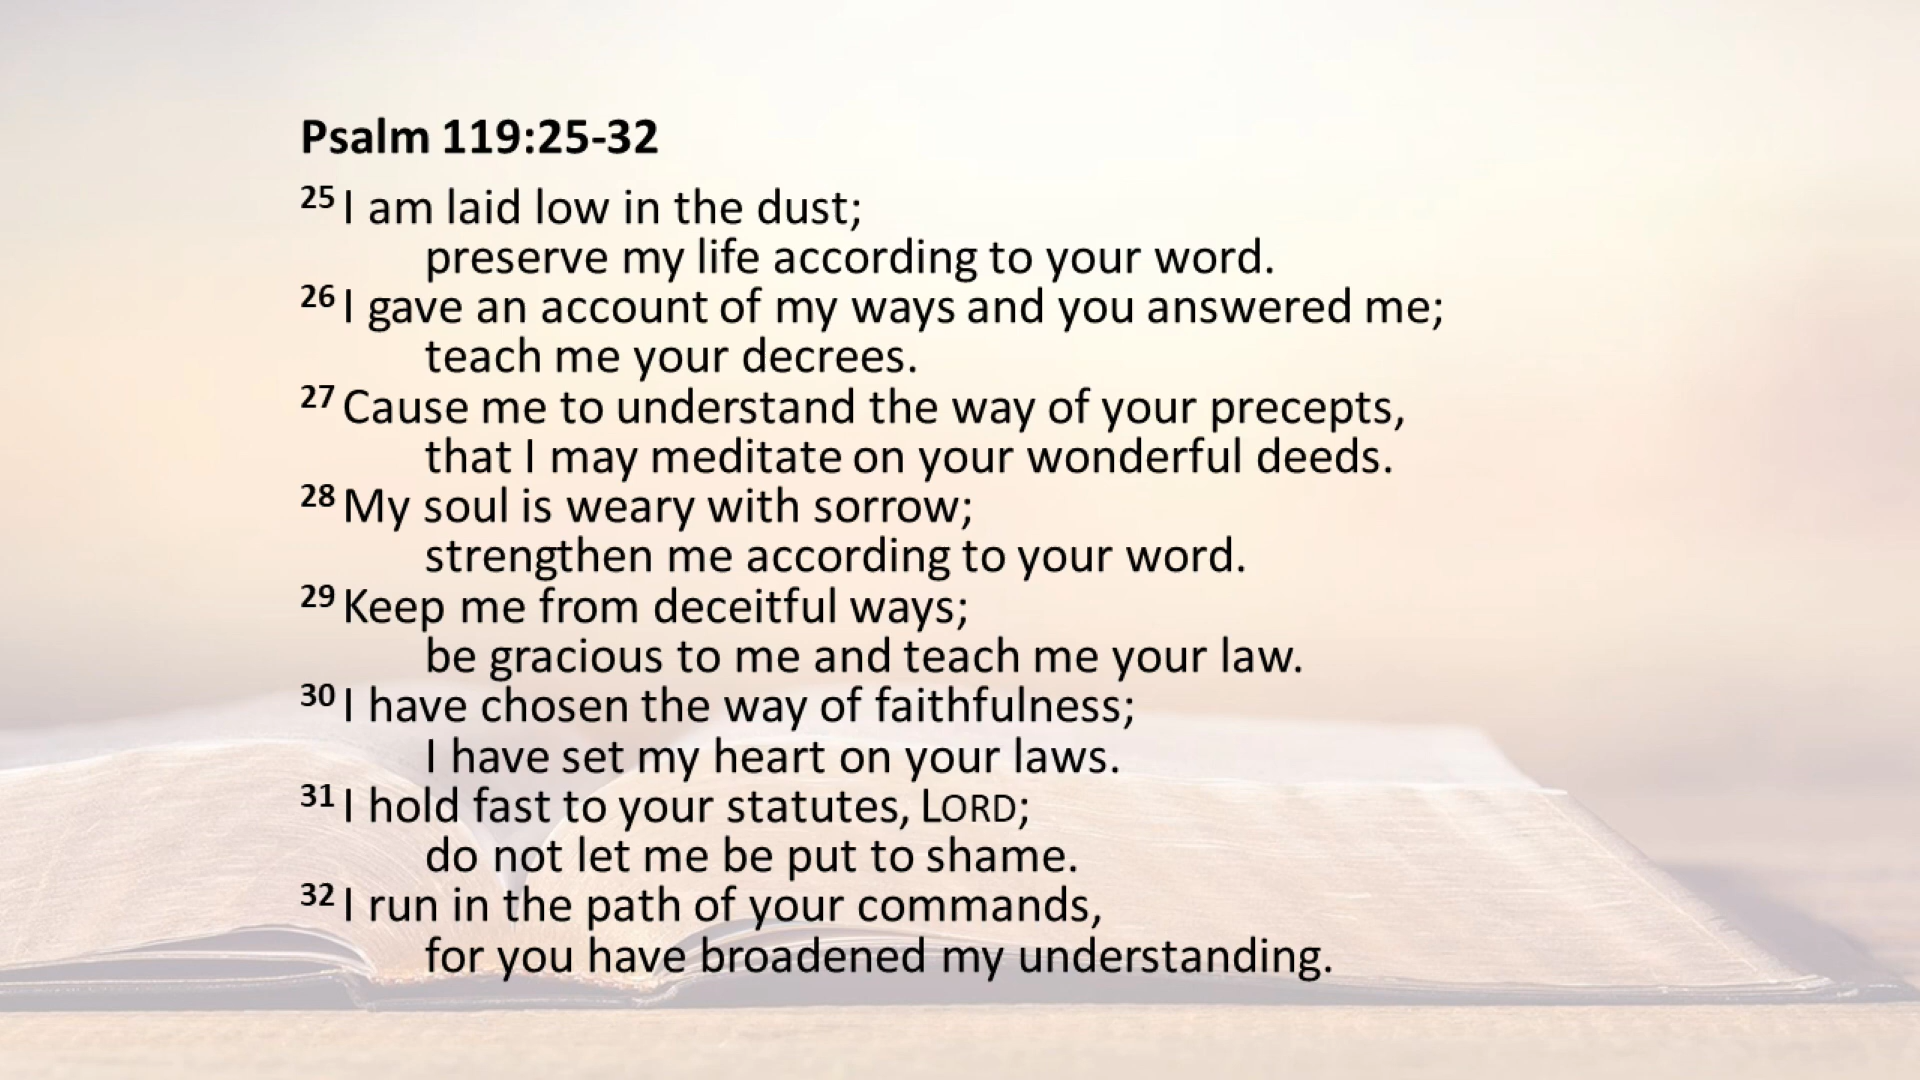 Psalm 119:25-32
25 I am laid low in the dust;
preserve my life according to your word.
26 I gave an account of my ways and you answered me;
teach me your decrees.
27 Cause me to understand the way of your precepts,
that I may meditate on your wonderful deeds.
28 My soul is weary with sorrow;
strengthen me according to your word.
29 Keep me from deceitful ways;
be gracious to me and teach me your law.
30 I have chosen the way of faithfulness;
I have set my heart on your laws.
31 I hold fast to your statutes, LORD;
do not let me be put to shame.
32 I run in the path of your commands,
for you have broadened my understanding.